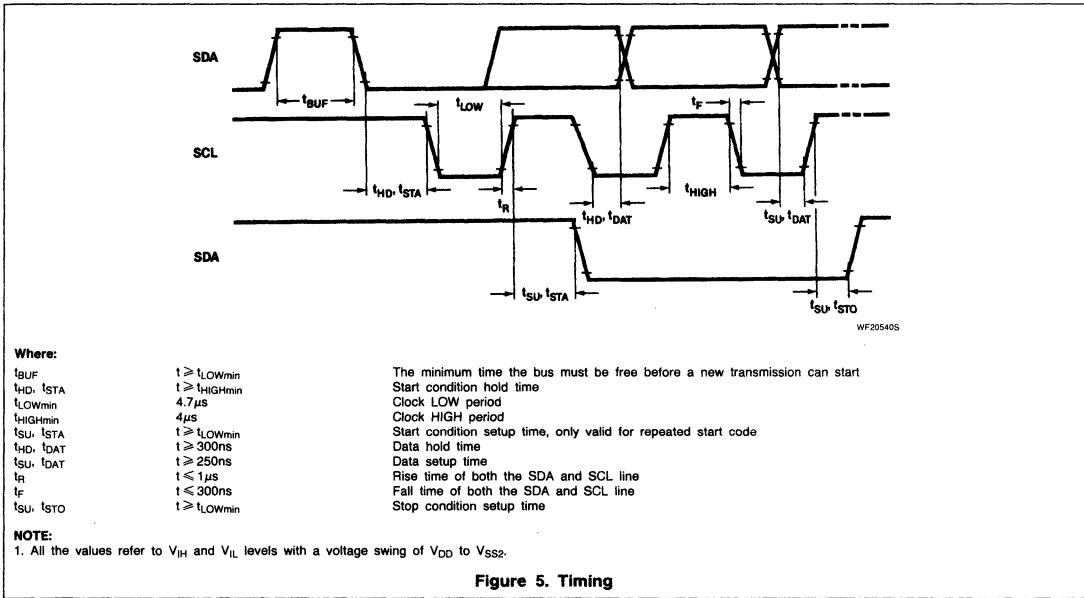 SDA
tBUF
tLOW
tF
SCL
tHD, tSTA
tR
tHD, tDAT
tHIGH
tSU, tDAT
SDA
tSU, tSTA
tSU, tSTO
WF20540S
Where:
tBUF t ≥ tLOWmin The minimum time the bus must be free before a new transmission can start
tHD, tSTA t ≥ tHIGHmin Start condition hold time
tLOWmin 4.7μs Clock LOW period
tHIGHmin 4μs Clock HIGH period
tSU, tSTA t ≥ tLOWmin Start condition setup time, only valid for repeated start code
tHD, tDAT t ≥ 300ns Data hold time
tSU, tDAT t ≥ 250ns Data setup time
tR t ≤ 1μs Rise time of both the SDA and SCL line
tF t ≤ 300ns Fall time of both the SDA and SCL line
tSU, tSTO t ≥ tLOWmin Stop condition setup time
NOTE:
1. All the values refer to VIH and VIL levels with a voltage swing of VDD to VSS2.
Figure 5. Timing